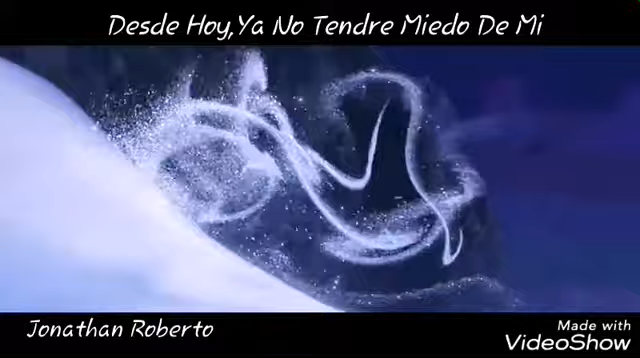 Desde Hoy,Ya No Tendre Miedo De Mi
Jonathan Roberto
Made with
VideoShow